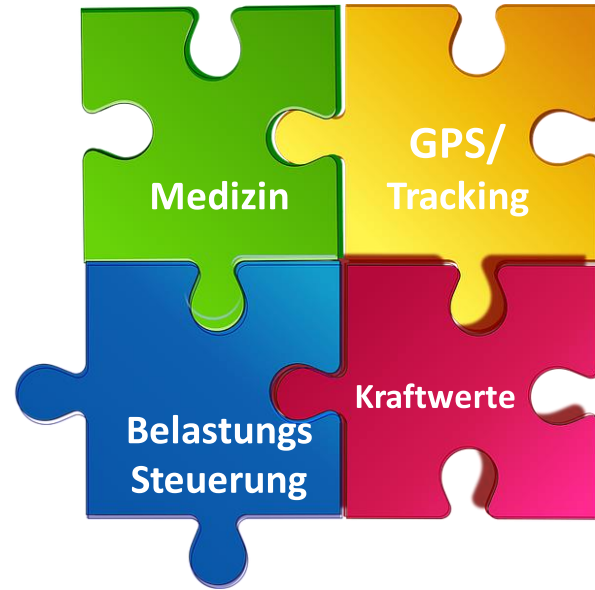 Medizin
GPS/
Tracking
Belastungs
Steuerung
Kraftwerte